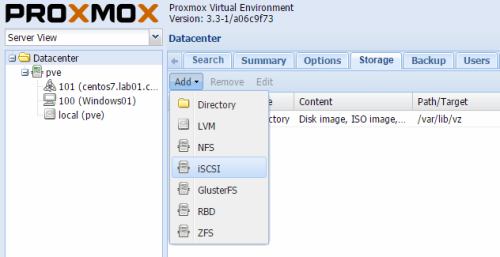 PROXMOX
Proxmox Virtual Environment
Version: 3.3-1/a06c9f73
Server View
Datacenter
pve
101 (centos7.lab01.c...
100 (Windows01)
local (pve)
Datacenter
Search Summary Options Storage Backup Users
Add Remove Edit
Content Path/Target
Disk image, ISO image,... /var/lib/vz
Directory
LVM
NFS
iSCSI
GlusterFS
RBD
ZFS